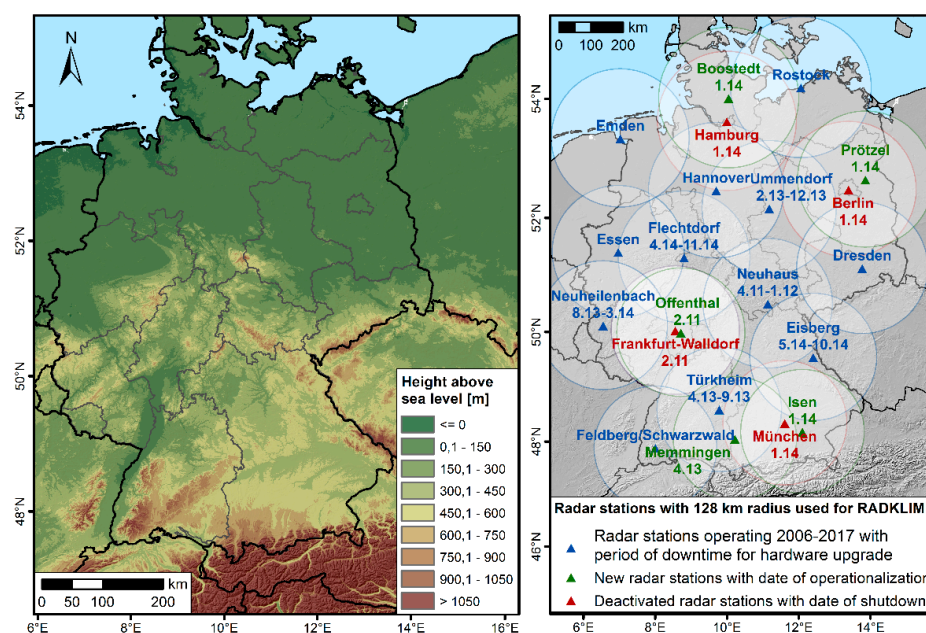 N
54°N
52°N
50°N
48°N
Height above
sea level [m]
<= 0
0,1 - 150
150,1 - 300
300,1 - 450
450,1 - 600
600,1 - 750
750,1 - 900
900,1 - 1050
> 1050
km
0 50 100 200
6°E 8°E 10°E 12°E 14°E 16°E
km
0 100 200
54°N
52°N
50°N
48°N
46°N
Boostedt
1.14
Rostock
Emden
Hamburg
1.14
Prötzel
1.14
Hannover
Ummendorf
2.13-12.13
Berlin
1.14
Essen
Flechtdorf
4.14-11.14
Dresden
Neuhaus
4.11-1.12
Neuheilenbach
8.13-3.14
Offenthal
2.11
Eisberg
5.14-10.14
Frankfurt-Walldorf
2.11
Türkheim
4.13-9.13
Isen
1.14
Feldberg/Schwarzwald
München
1.14
Memmingen
4.13
Radar stations with 128 km radius used for RADKLIM
Radar stations operating 2006-2017 with
period of downtime for hardware upgrade
New radar stations with date of operationalization
Deactivated radar stations with date of shutdown
6°E 8°E 10°E 12°E 14°E